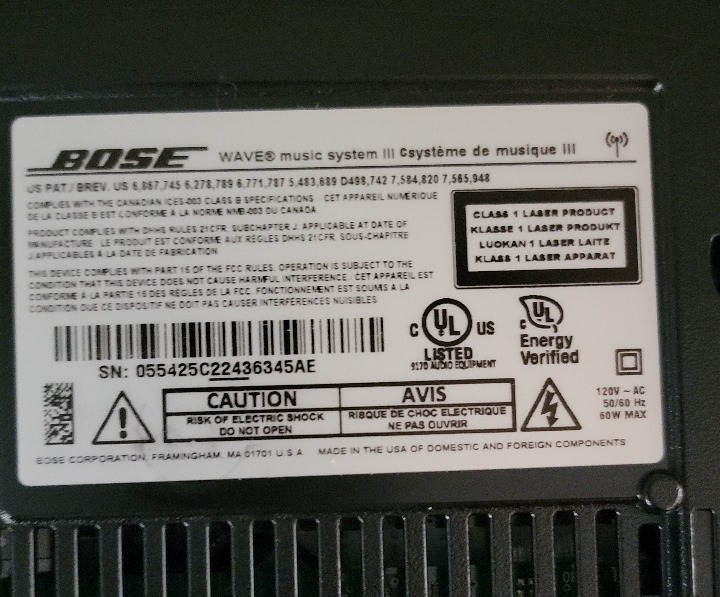 BOSE WAVE® music system III Csystème de musique III
US PAT./ BREV. US 6,867,745 6,278,789 6,771,787 5,483,689 D498,742 7,584,820 7,565,948
COMPLIES WITH THE CANADIAN ICES-003 CLASS B SPECIFICATIONS. CET APPAREIL NUMERIQUE
DE LA CLASSE B EST CONFORME A LA NORME NMB-003 DU CANADA.
PRODUCT COMPLIES WITH DHHS RULES 21CFR, SUBCHAPTER J, APPLICABLE AT DATE OF
MANUFACTURE. LE PRODUIT EST CONFORME AUX RÈGLES DHHS 21CFR, SOUS-CHAPITRE
J APPLICABLES À LA DATE DE FABRICATION
THIS DEVICE COMPLIES WITH PART 15 OF THE FCC RULES. OPERATION IS SUBJECT TO THE
CONDITION THAT THIS DEVICE DOES NOT CAUSE HARMFUL INTERFERENCE. CET APPAREIL EST
CONFORME À LA PARTIE 15 DES RÈGLES DE LA FCC. FONCTIONNEMENT EST SOUMIS A LA
CONDITION QUE CE DISPOSITIF NE DOIT PAS CAUSER INTERFERENCES NUISIBLES
CLASS 1 LASER PRODUCT
KLASSE 1 LASER PRODUKT
LUOKAN 1 LASER LAITE
KLASS 1 LASER APPARAT
SN: 055425C22436345AE
C UL US
LISTED
917D AUDIO EQUIPMENT
c UL
Energy
Verified
CAUTION
RISK OF ELECTRIC SHOCK
DO NOT OPEN
AVIS
RISQUE DE CHOC ELECTRIQUE
NE PAS OUVRIR
120V ~ AC
50/60 Hz
60W MAX
BOSE CORPORATION, FRAMINGHAM, MA 01701 U.S.A. MADE IN THE USA OF DOMESTIC AND FOREIGN COMPONENTS